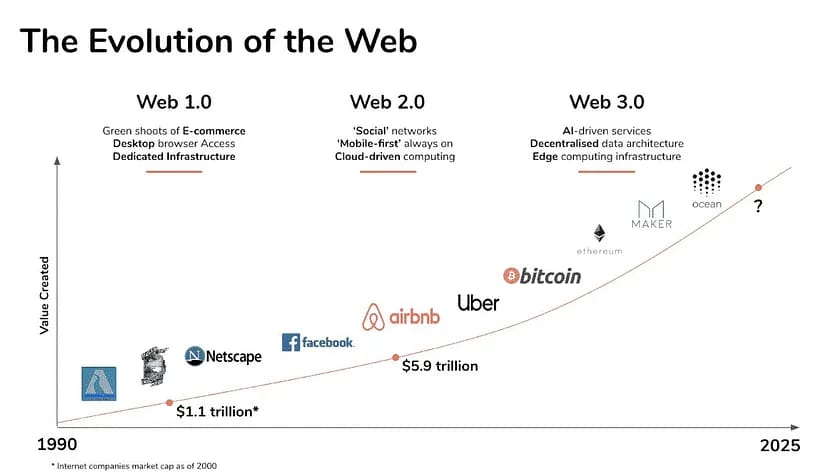 The Evolution of the Web
Web 1.0
Green shoots of E-commerce
Desktop browser Access
Dedicated Infrastructure
Web 2.0
‘Social’ networks
‘Mobile-first’ always on
Cloud-driven computing
Web 3.0
AI-driven services
Decentralised data architecture
Edge computing infrastructure
Value Created
N Netscape
f facebook.
airbnb
Uber
bitcoin
ethereum
MAKER
ocean
?
$1.1 trillion*
$5.9 trillion
1990
2025
* Internet companies market cap as of 2000